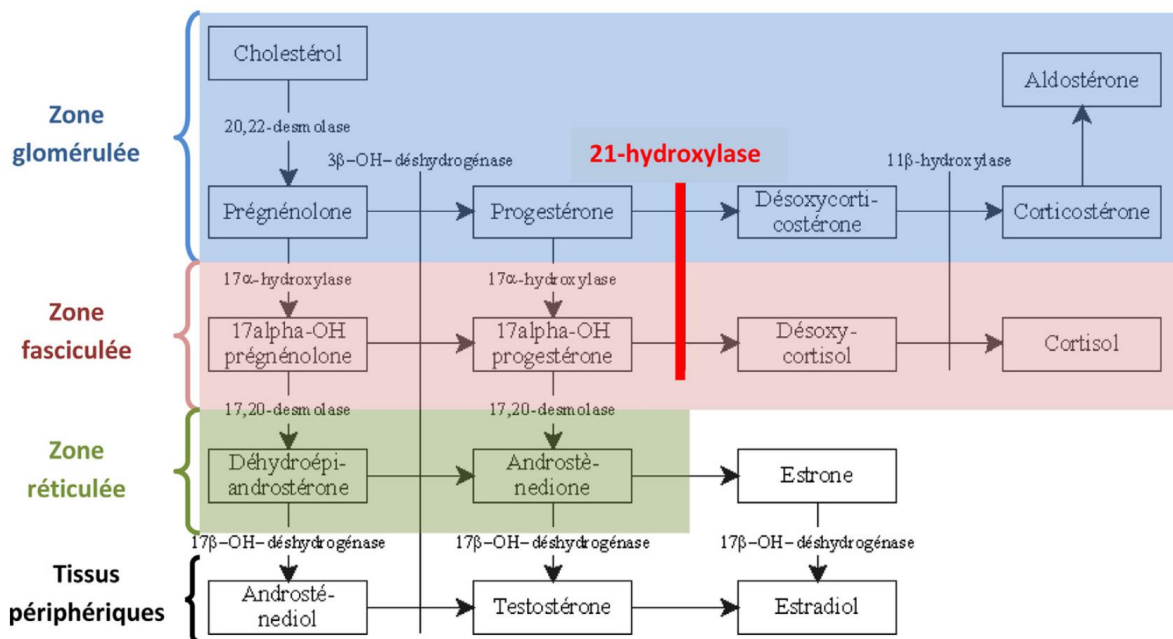 Cholestérol
Aldostérone
Zone
glomérulée
20,22-desmolase
3β-OH-déshydrogénase
21-hydroxylase
11β-hydroxylase
Prégnénolone
Progestérone
Désoxycorti-
costérone
Corticostérone
17α-hydroxylase
17α-hydroxylase
Zone
fasciculée
17alpha-OH
prégnénolone
17alpha-OH
progestérone
Désoxy-
cortisol
Cortisol
17,20-desmolase
17,20-desmolase
Zone
réticulée
Déhydroépi-
androstérone
Androstè-
nedione
Estrone
17β-OH-déshydrogénase
17β-OH-déshydrogénase
17β-OH-déshydrogénase
Tissus
périphériques
Androsté-
nediol
Testostérone
Estradiol